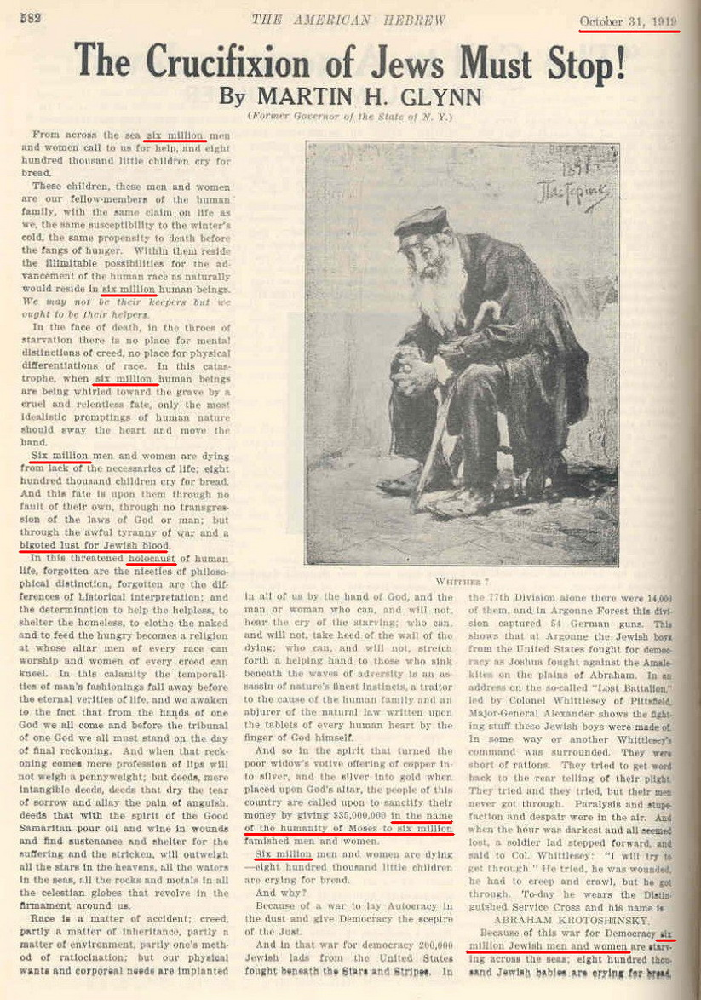 582
THE AMERICAN HEBREW
October 31, 1919
The Crucifixion of Jews Must Stop!
By MARTIN H. GLYNN
(Former Governor of the State of N. Y.)
From across the sea six million men
and women call to us for help, and eight
hundred thousand little children cry for
bread.
These children, these men and women
are our fellow-members of the human
family, with the same claim on life as
we, the same susceptibility to the winter's
cold, the same propensity to death before
the fangs of hunger. Within them reside
the illimitable possibilities for the ad-
vancement of the human race as naturally
would reside in six million human beings.
We may not be their keepers but we
ought to be their helpers.
In the face of death, in the throes of
starvation there is no place for mental
distinctions of creed, no place for physical
differentiations of race. In this catas-
trophe, when six million human beings
are being whirled toward the grave by a
cruel and relentless fate, only the most
idealistic promptings of human nature
should sway the heart and move the
hand.
Six million men and women are dying
from lack of the necessaries of life; eight
hundred thousand children cry for bread.
And this fate is upon them through no
fault of their own, through no transgres-
sion of the laws of God or man; but
through the awful tyranny of war and a
bigoted lust for Jewish blood.
In this threatened holocaust of human
life, forgotten are the niceties of philoso-
phical distinction, forgotten are the dif-
ferences of historical interpretation; and
the determination to help the helpless, to
shelter the homeless, to clothe the naked
and to feed the hungry becomes a religion
at whose altar men of every race can
worship and women of every creed can
kneel. In this calamity the temporali-
ties of man's fashionings fall away before
the eternal verities of life, and we awaken
to the fact that from the hands of one
God we all come and before the tribunal
of one God we all must stand on the day
of final reckoning. And when that reck-
oning comes mere profession of lips will
not weigh a pennyweight; but deeds, mere
intangible deeds, deeds that dry the tear
of sorrow and allay the pain of anguish,
deeds that with the spirit of the Good
Samaritan pour oil and wine in wounds
and find sustenance and shelter for the
suffering and the stricken, will outweigh
all the stars in the heavens, all the waters
in the seas, all the rocks and metals in all
the celestian globes that revolve in the
firmament around us.
Race is a matter of accident; creed,
partly a matter of inheritance, partly a
matter of environment, partly one's meth-
od of ratiocination; but our physical
wants and corporeal needs are implanted
1898
WHITHER?
in all of us by the hand of God, and the
man or woman who can, and will not,
hear the cry of the starving; who can,
and will not, take heed of the wail of the
dying; who can, and will not, stretch
forth a helping hand to those who sink
beneath the waves of adversity is an as-
sassin of nature's finest instincts, a traitor
to the cause of the human family and an
abjurer of the natural law written upon
the tablets of every human heart by the
finger of God himself.
And so in the spirit that turned the
poor widow's votive offering of copper in-
to silver, and the silver into gold when
placed upon God's altar, the people of this
country are called upon to sanctify their
money by giving $35,000,000 in the name
of the humanity of Moses to six million
famished men and women.
Six million men and women are dying
—eight hundred thousand little children
are crying for bread.
And why?
Because of a war to lay Autocracy in
the dust and give Democracy the sceptre
of the Just.
And in that war for democracy 200,000
Jewish lads from the United States
fought beneath the Stars and Stripes. In
the 77th Division alone there were 14,000
of them, and in Argonne Forest this divi-
sion captured 54 German guns. This
shows that at Argonne the Jewish boys
from the United States fought for democ-
racy as Joshua fought against the Amale-
kites on the plains of Abraham. In an
address on the so-called "Lost Battalion,"
led by Colonel Whittlesey of Pittsfield,
Major-General Alexander shows the fight-
ing stuff these Jewish boys were made of.
In some way or another Whittlesey's
command was surrounded. They were
short of rations. They tried to get word
back to the rear telling of their plight.
They tried and they tried, but their men
never got through. Paralysis and stupe-
faction and despair were in the air. And
when the hour was darkest and all seemed
lost, a soldier lad stepped forward, and
said to Col. Whittlesey: "I will try to
get through." He tried, he was wounded,
he had to creep and crawl, but he got
through. To-day he wears the Distin-
guished Service Cross and his name is
ABRAHAM KROTOSHINSKY.
Because of this war for Democracy six
million Jewish men and women are starv-
ing across the seas; eight hundred thou-
sand Jewish babies are crying for bread.